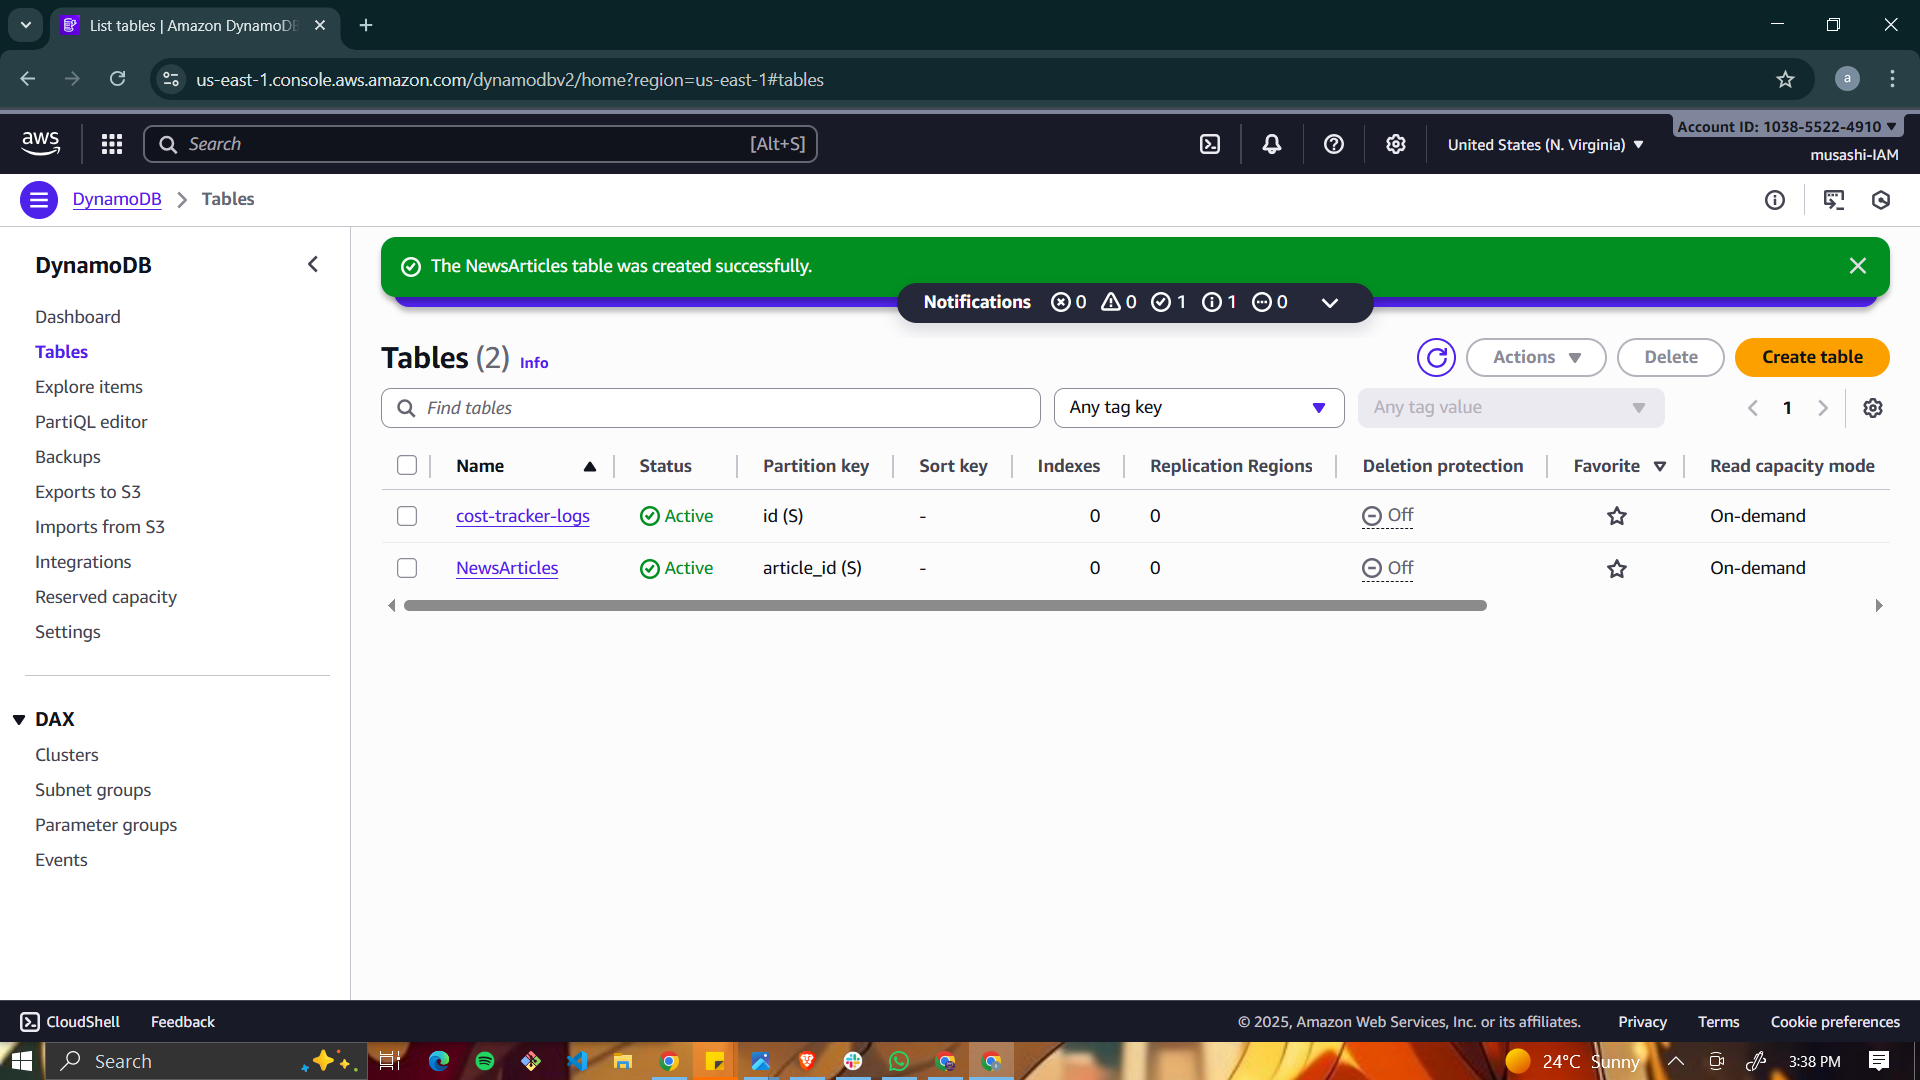 List tables | Amazon DynamoDB
us-east-1.console.aws.amazon.com/dynamodbv2/home?region=us-east-1#tables
a
aws
Search [Alt+S]
United States (N. Virginia)
Account ID: 1038-5522-4910
musashi-IAM
DynamoDB
Tables
DynamoDB
Dashboard
Tables
Explore items
PartiQL editor
Backups
Exports to S3
Imports from S3
Integrations
Reserved capacity
Settings
DAX
Clusters
Subnet groups
Parameter groups
Events
The NewsArticles table was created successfully.
Notifications 0 0 1 1 0
Tables (2) Info
Actions
Delete
Create table
Find tables
Any tag key
Any tag value
1
Name Status Partition key Sort key Indexes Replication Regions Deletion protection Favorite Read capacity mode
cost-tracker-logs Active id (S) - 0 0 Off On-demand
NewsArticles Active article_id (S) - 0 0 Off On-demand
CloudShell Feedback © 2025, Amazon Web Services, Inc. or its affiliates. Privacy Terms Cookie preferences
Search 24°C Sunny 3:38 PM